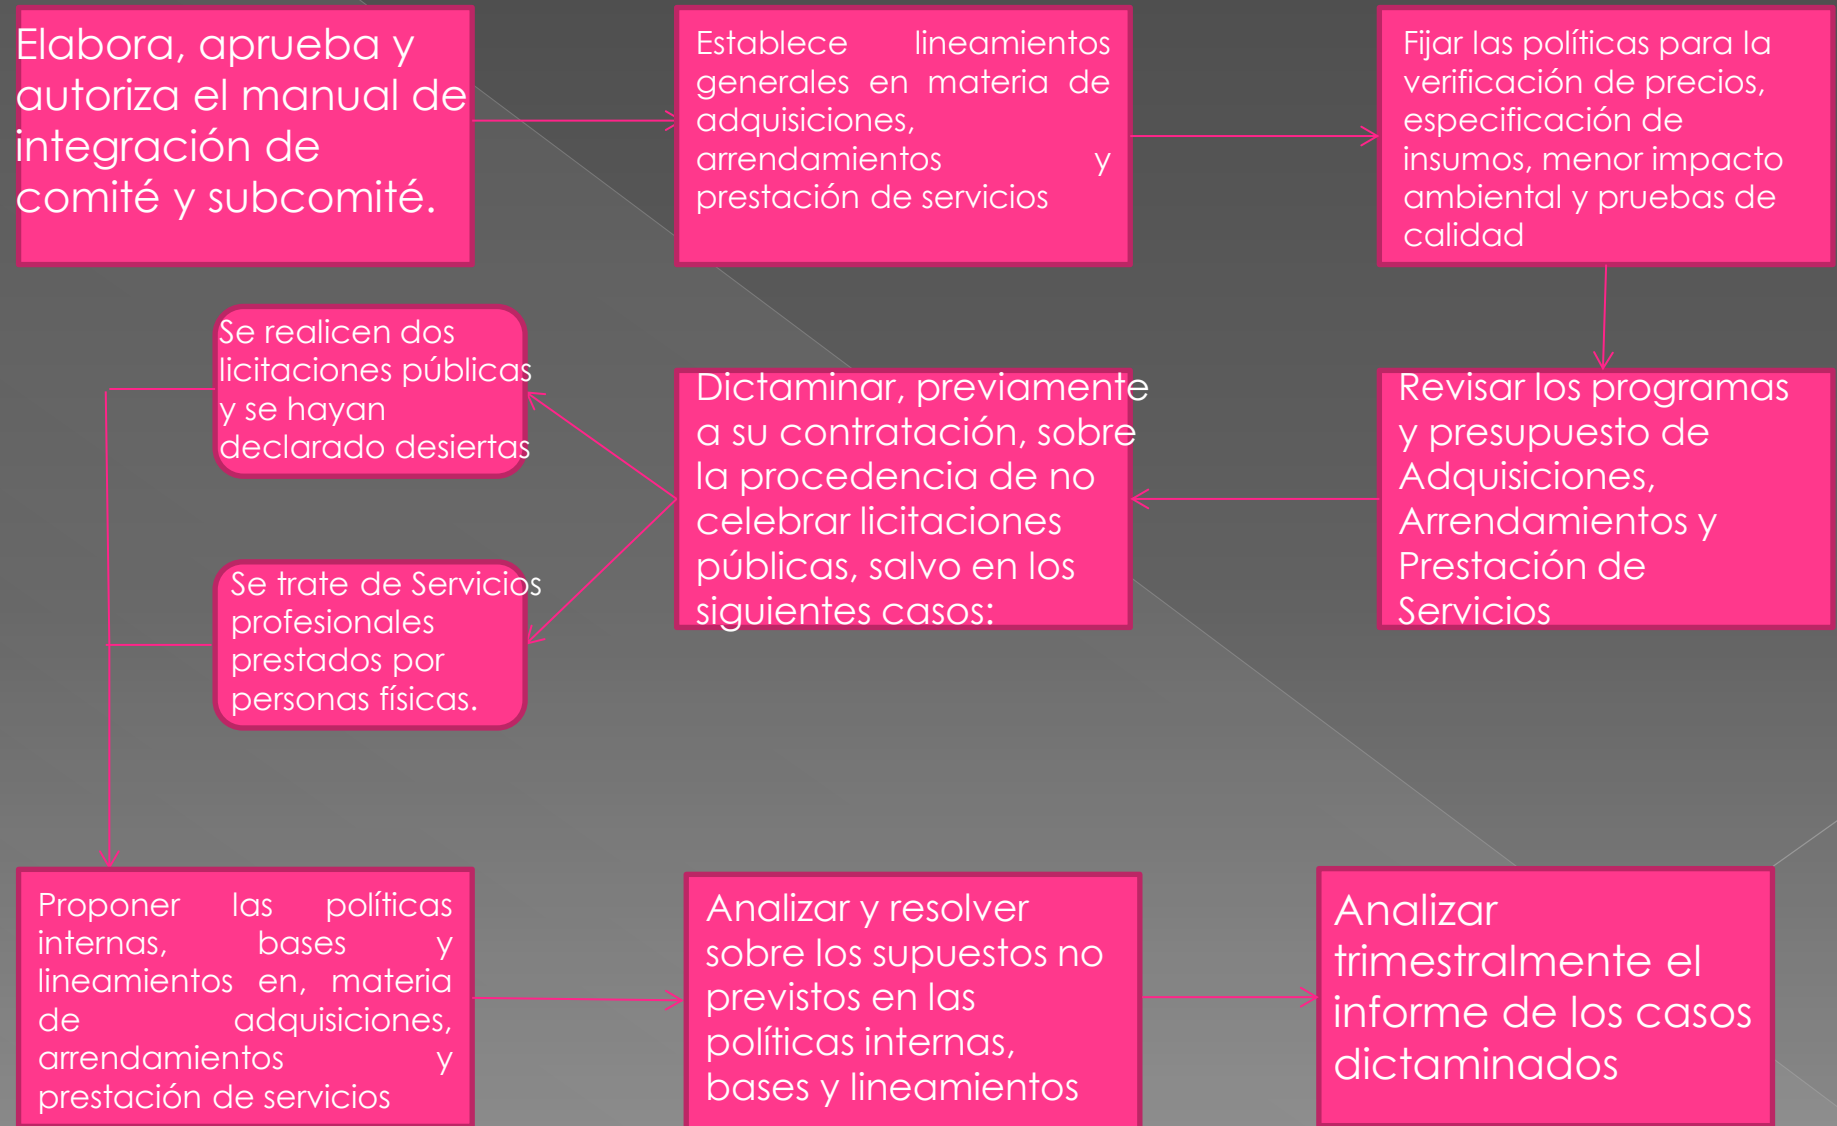 Elabora, aprueba y
autoriza el manual de
integración de
comité y subcomité.
Establece lineamientos
generales en materia de
adquisiciones,
arrendamientos y
prestación de servicios
Fijar las políticas para la
verificación de precios,
especificación de
insumos, menor impacto
ambiental y pruebas de
calidad
Revisar los programas
y presupuesto de
Adquisiciones,
Arrendamientos y
Prestación de
Servicios
Dictaminar, previamente
a su contratación, sobre
la procedencia de no
celebrar licitaciones
públicas, salvo en los
siguientes casos:
Se realicen dos
licitaciones públicas
y se hayan
declarado desiertas
Se trate de Servicios
profesionales
prestados por
personas físicas.
Proponer las políticas
internas, bases y
lineamientos en, materia
de adquisiciones,
arrendamientos y
prestación de servicios
Analizar y resolver
sobre los supuestos no
previstos en las
políticas internas,
bases y lineamientos
Analizar
trimestralmente el
informe de los casos
dictaminados